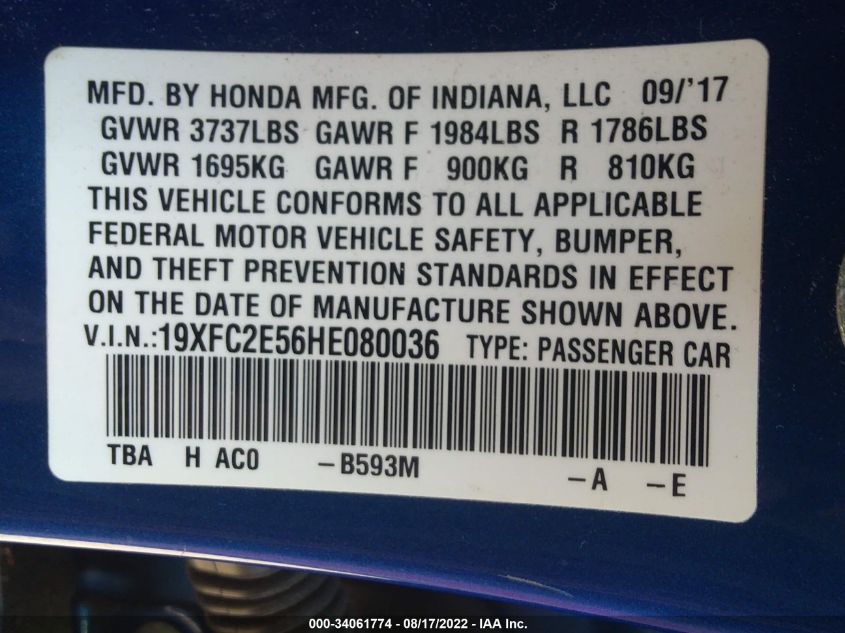 MFD. BY HONDA MFG. OF INDIANA, LLC 09/'17
GVWR 3737LBS GAWR F 1984LBS R 1786LBS
GVWR 1695KG GAWR F 900KG R 810KG
THIS VEHICLE CONFORMS TO ALL APPLICABLE
FEDERAL MOTOR VEHICLE SAFETY, BUMPER,
AND THEFT PREVENTION STANDARDS IN EFFECT
ON THE DATE OF MANUFACTURE SHOWN ABOVE.
V.I.N.:19XFC2E56HE080036 TYPE: PASSENGER CAR
TBA H AC0 -B593M -A -E
000-34061774 - 08/17/2022 - IAA Inc.